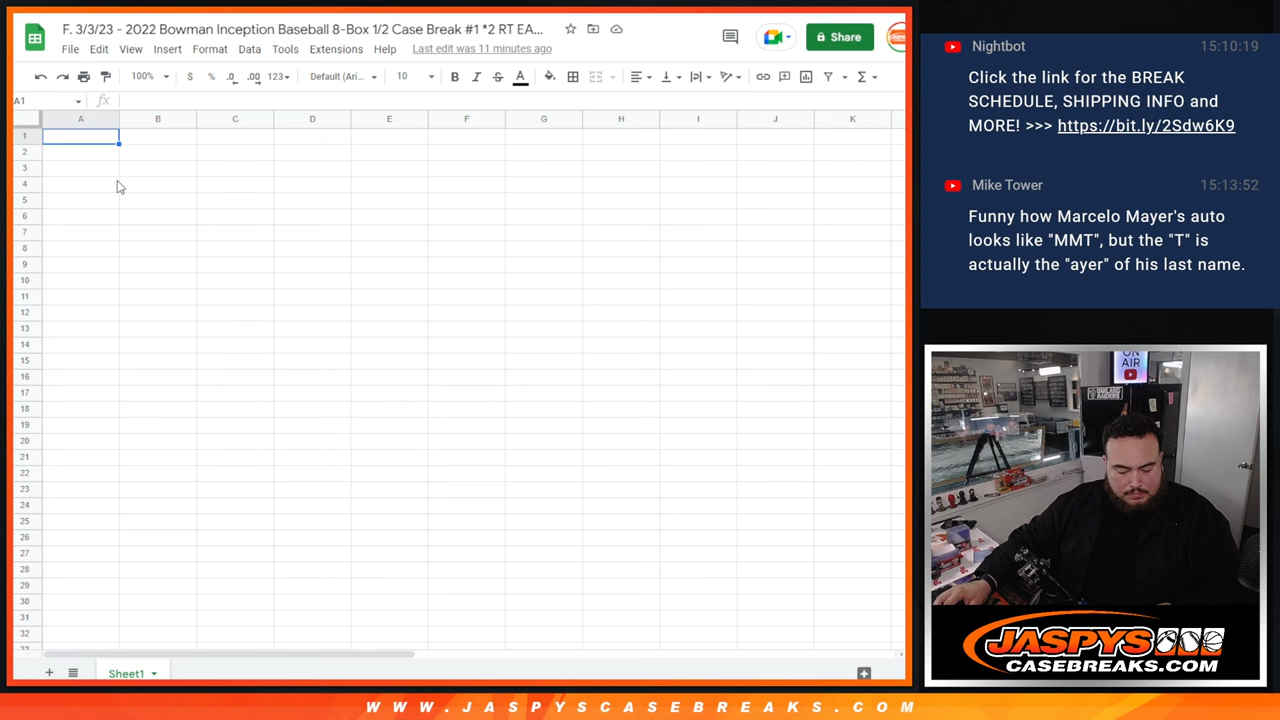 F. 3/3/23 - 2022 Bowman Inception Baseball 8-Box 1/2 Case Break #1 *2 RT EA...
Share
File Edit View Insert Format Data Tools Extensions Help Last edit was 11 minutes ago
100% $ % .0 .00 123 Default (Ari... 10 B I S A
A1 fx
A B C D E F G H I J K
1
2
3
4
5
6
7
8
9
10
11
12
13
14
15
16
17
18
19
20
21
22
23
24
25
26
27
28
29
30
31
32
Sheet1
Nightbot 15:10:19
Click the link for the BREAK
SCHEDULE, SHIPPING INFO and
MORE! >>> https://bit.ly/2Sdw6K9
Mike Tower 15:13:52
Funny how Marcelo Mayer's auto
looks like "MMT", but the "T" is
actually the "ayer" of his last name.
ON
AIR
OAKLAND
RAIDERS
JASPYS
CASEBREAKS.COM
WWW.JASPYSCASEBREAKS.COM